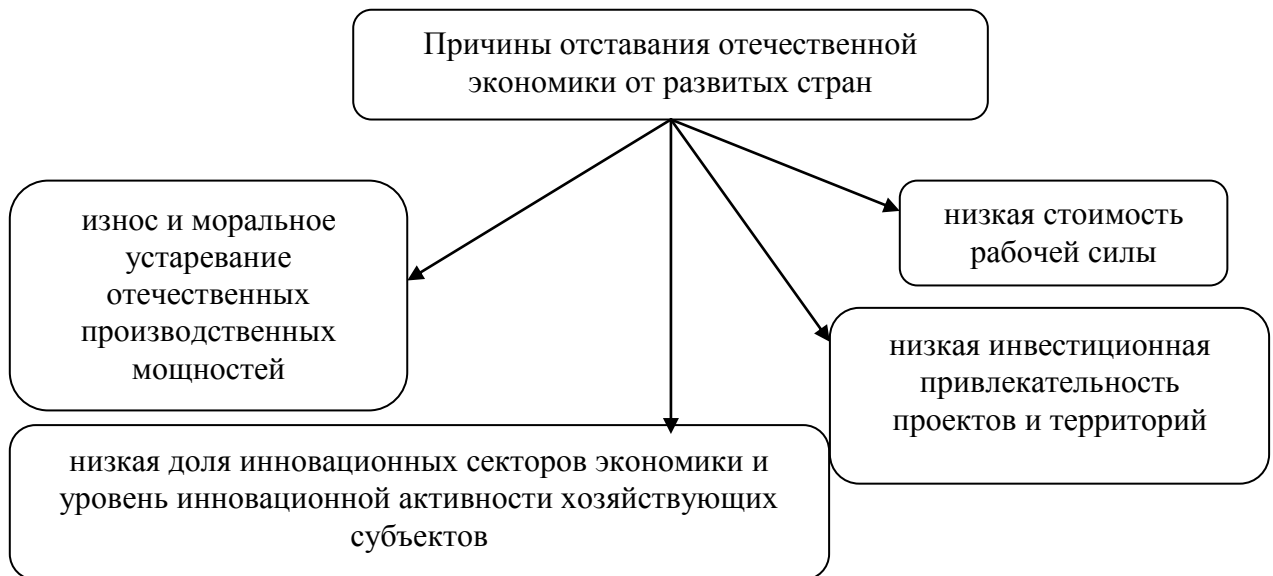 Причины отставания отечественной
экономики от развитых стран
износ и моральное
устаревание
отечественных
производственных
мощностей
низкая стоимость
рабочей силы
низкая инвестиционная
привлекательность
проектов и территорий
низкая доля инновационных секторов экономики и
уровень инновационной активности хозяйствующих
субъектов